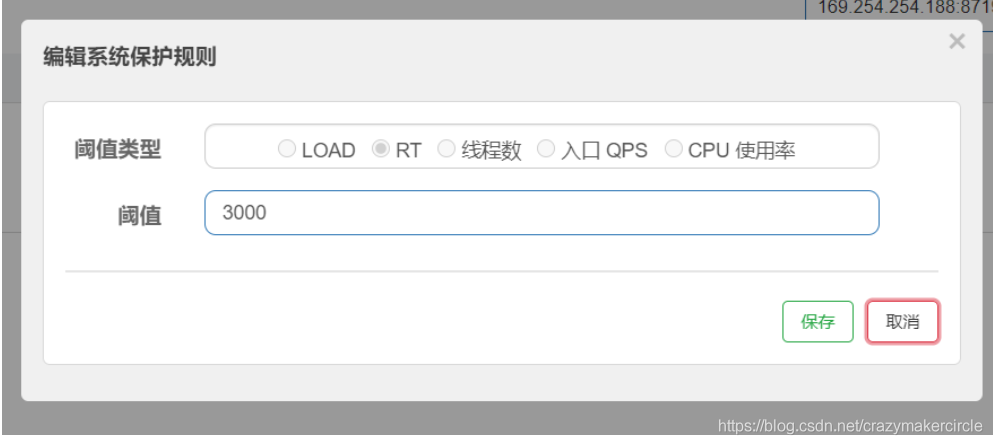 169.254.254.188:8719
编辑系统保护规则
×
阈值类型 LOAD RT 线程数 入口 QPS CPU 使用率
阈值 3000
保存 取消
https://blog.csdn.net/crazymakercircle